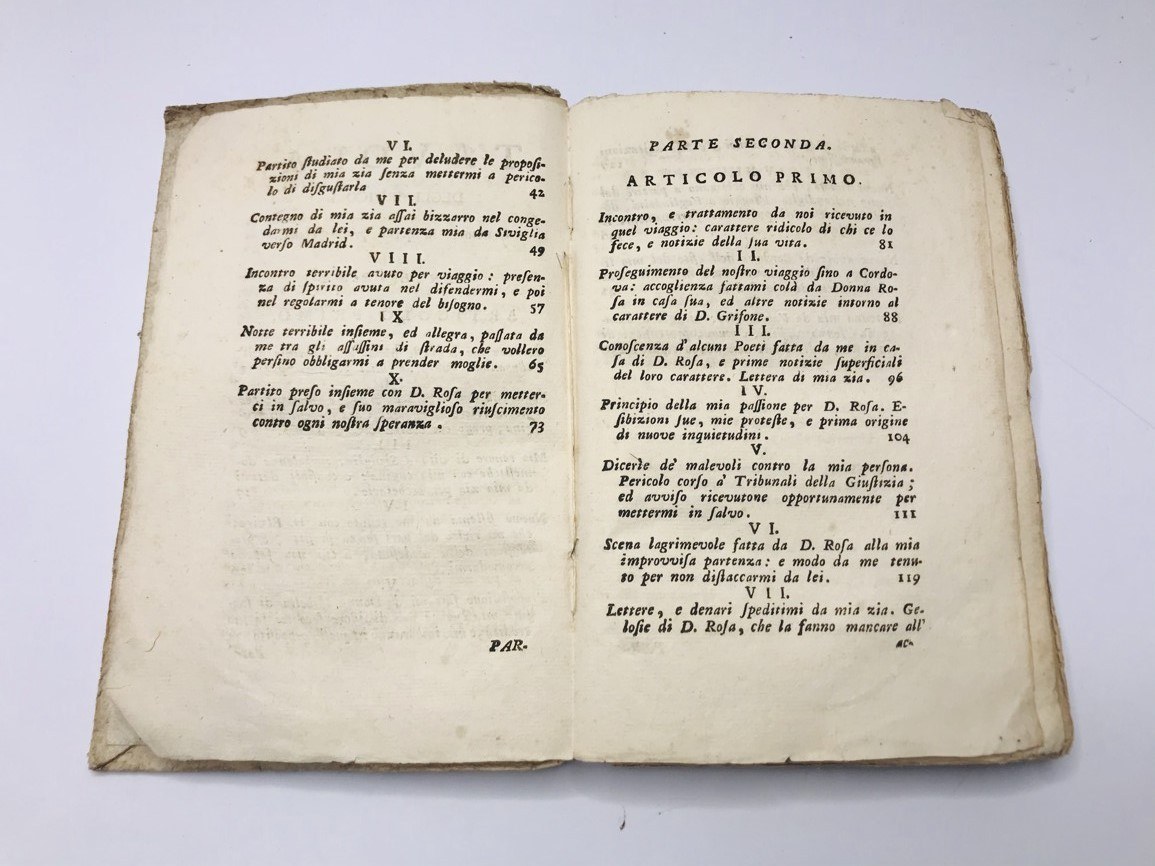 VI.
Partito ſtudiato da me per deludere le propoſi-
zioni di mia zia ſenza mettermi a perico-
lo di diſguſtarla 42
VII.
Contegno di mia zia aſſai bizzarro nel conge-
darmi da lei, e partenza mia da Siviglia
verſo Madrid. 49
VIII.
Incontro terribile avuto per viaggio: preſen-
za di ſpirito avuta nel difendermi, e poi
nel regolarmi a tenore del biſogno. 57
IX
Notte terribile inſieme, ed allegra, paſſata da
me tra gli aſſaſſini di ſtrada, che vollero
perſino obbligarmi a prender moglie. 65
X.
Partito preſo inſieme con D. Roſa per metter-
ci in ſalvo, e ſuo maraviglioſo riuſcimento
contro ogni noſtra ſperanza. 73
PAR-
PARTE SECONDA.
ARTICOLO PRIMO.
Incontro, e trattamento da noi ricevuto in
quel viaggio: carattere ridicolo di chi ce lo
fece, e notizie della ſua vita. 81
II.
Proſeguimento del noſtro viaggio ſino a Cordo-
va: accoglienza fattami colà da Donna Ro-
ſa in caſa ſua, ed altre notizie intorno al
carattere di D. Griſone. 88
III.
Conoſcenza d'alcuni Poeti fatta da me in ca-
ſa di D. Roſa, e prime notizie ſuperficiali
del loro carattere. Lettera di mia zia. 96
IV.
Principio della mia paſſione per D. Roſa. E-
ſibizioni ſue, mie proteſte, e prima origine
di nuove inquietudini. 104
V.
Dicerìe de' malevoli contro la mia perſona.
Pericolo corſo a' Tribunali della Giuſtizia;
ed avviſo ricevutone opportunamente per
mettermi in ſalvo. 111
VI.
Scena lagrimevole fatta da D. Roſa alla mia
improvviſa partenza: e modo da me tenu-
to per non diſtaccarmi da lei. 119
VII.
Lettere, e denari ſpeditimi da mia zia. Ge-
loſie di D. Roſa, che la fanno mancare all'
ac-